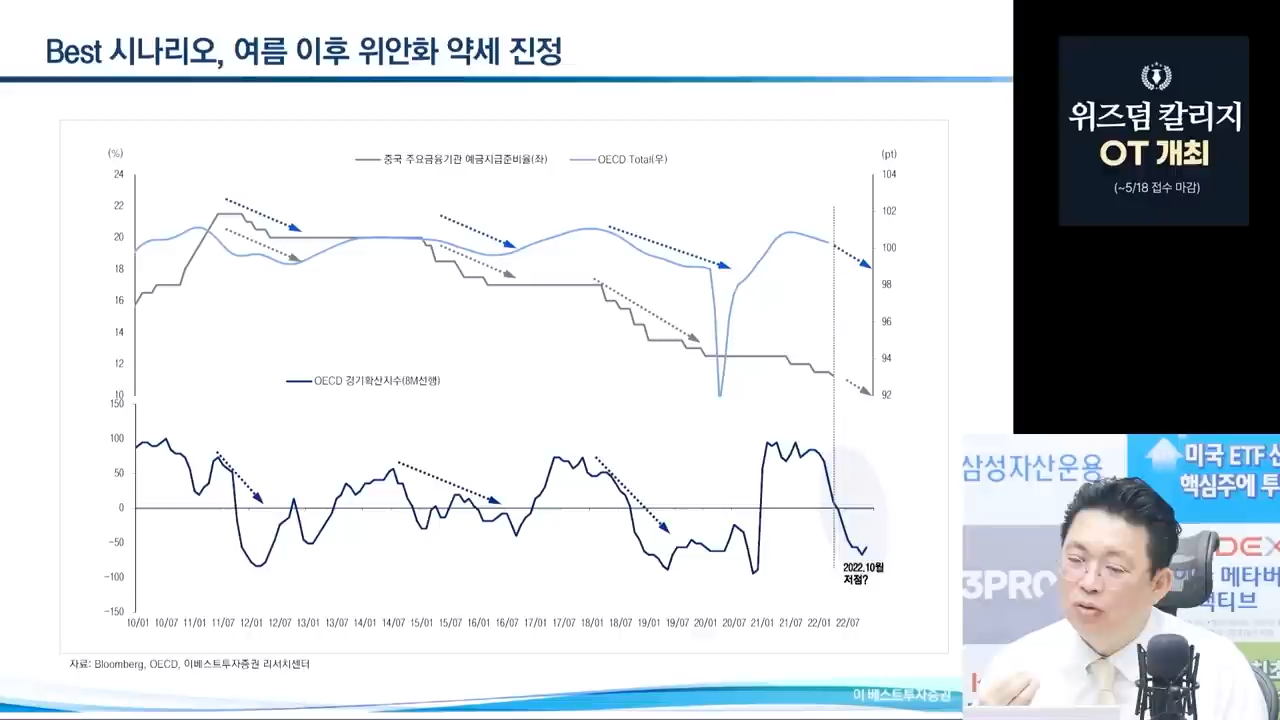 Best 시나리오, 여름 이후 위안화 약세 진정
(%)
중국 주요금융기관 예금지급준비율(좌)
OECD Total(우)
(pt)
24
22
20
18
16
14
12
10
104
102
100
98
96
94
92
OECD 경기확산지수(8M선행)
150
100
50
0
-50
-100
-150
2022.10월
저점?
10/01 10/07 11/01 11/07 12/01 12/07 13/01 13/07 14/01 14/07 15/01 15/07 16/01 16/07 17/01 17/07 18/01 18/07 19/01 19/07 20/01 20/07 21/01 21/07 22/01 22/07
자료: Bloomberg, OECD, 이베스트투자증권 리서치센터
이베스트투자증권
위즈덤 칼리지
OT 개최
(~5/18 접수 마감)
삼성자산운용
미국 ETF
핵심주에 투
3PRO
DEX
메타버
액티브